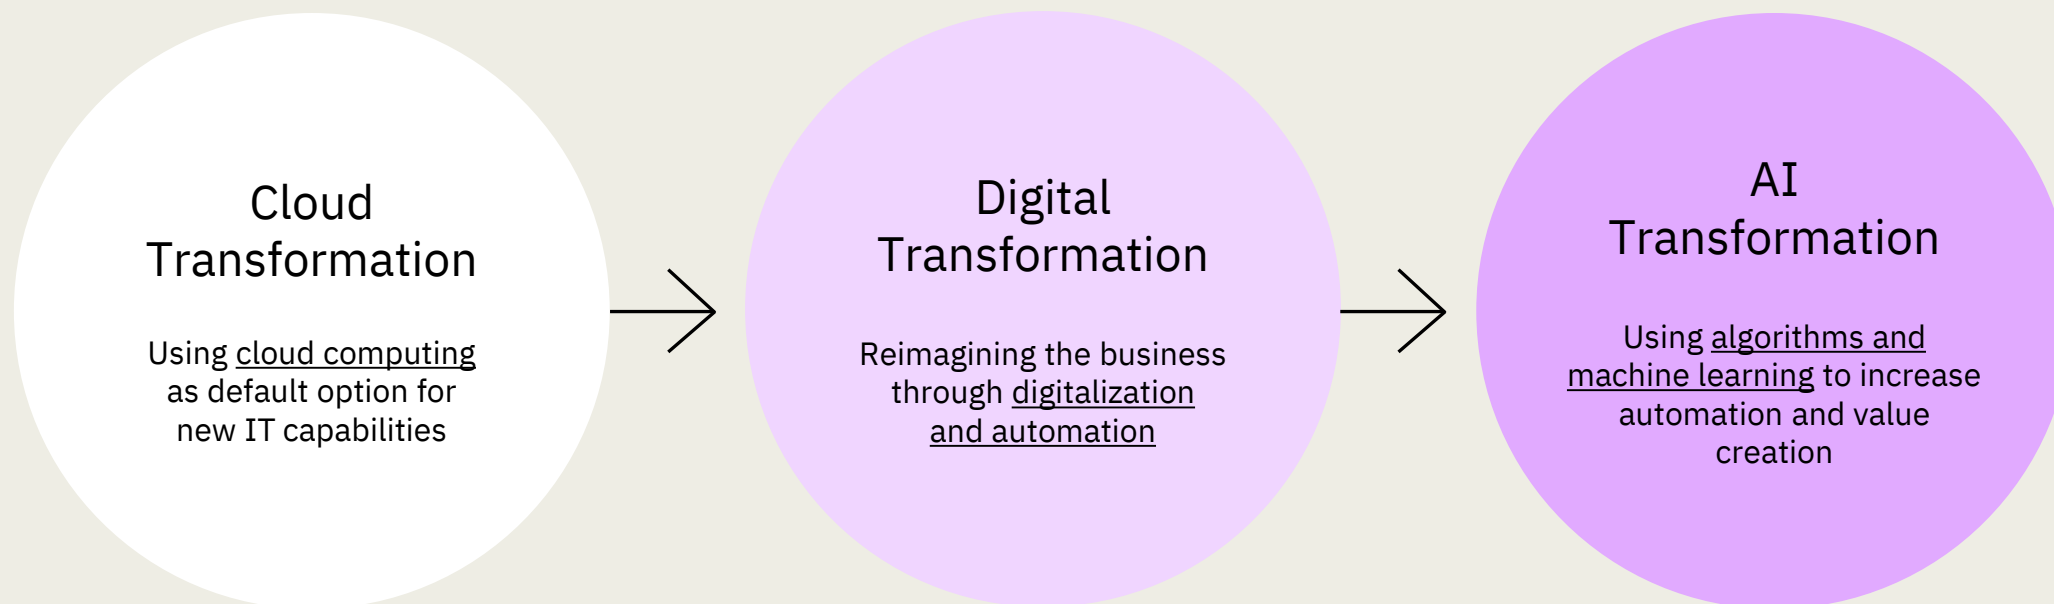 Cloud
Transformation
Using cloud computing
as default option for
new IT capabilities
Digital
Transformation
Reimagining the business
through digitalization
and automation
AI
Transformation
Using algorithms and
machine learning to increase
automation and value
creation